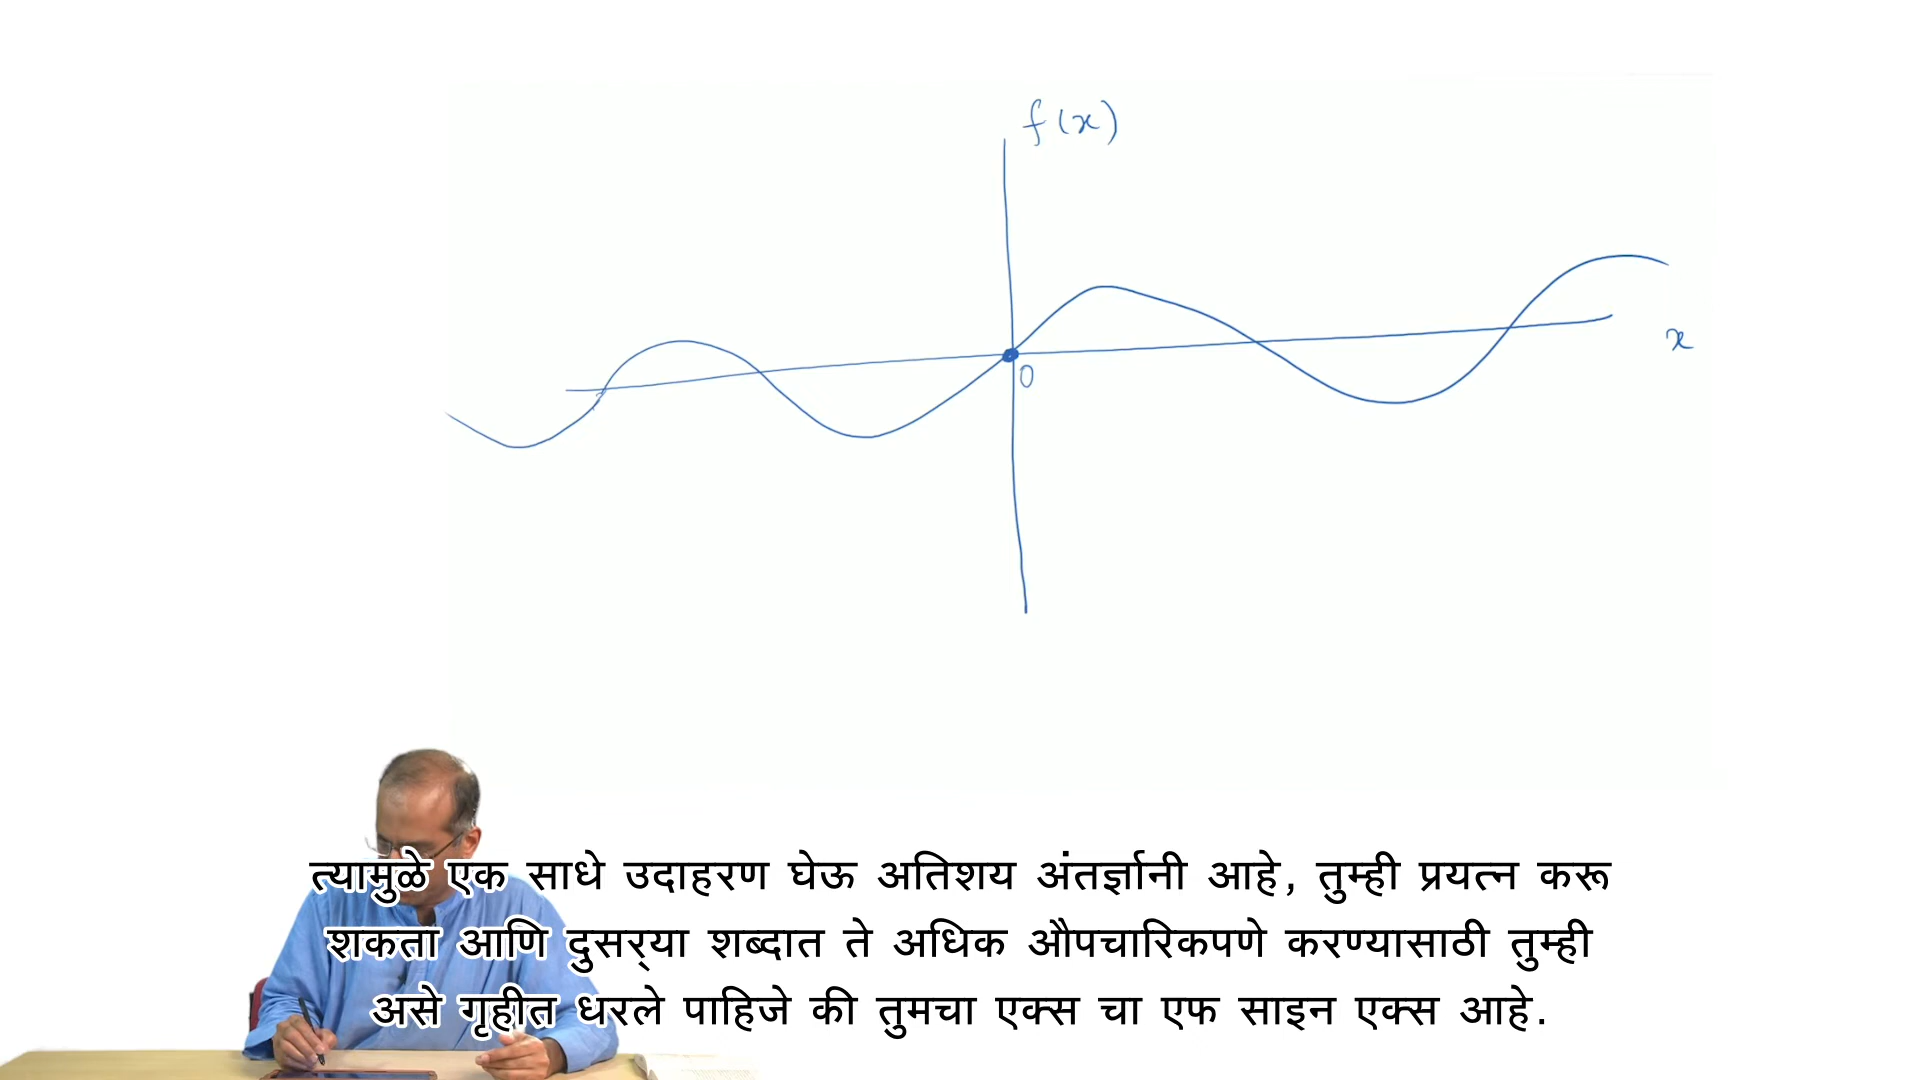 f(x)
x
0
त्यामुळे एक साधे उदाहरण घेऊ अतिशय अंतर्ज्ञानी आहे, तुम्ही प्रयत्न करू
शकता आणि दुसर्‍या शब्दात ते अधिक औपचारिकपणे करण्यासाठी तुम्ही
असे गृहीत धरले पाहिजे की तुमचा एक्स चा एफ साइन एक्स आहे.